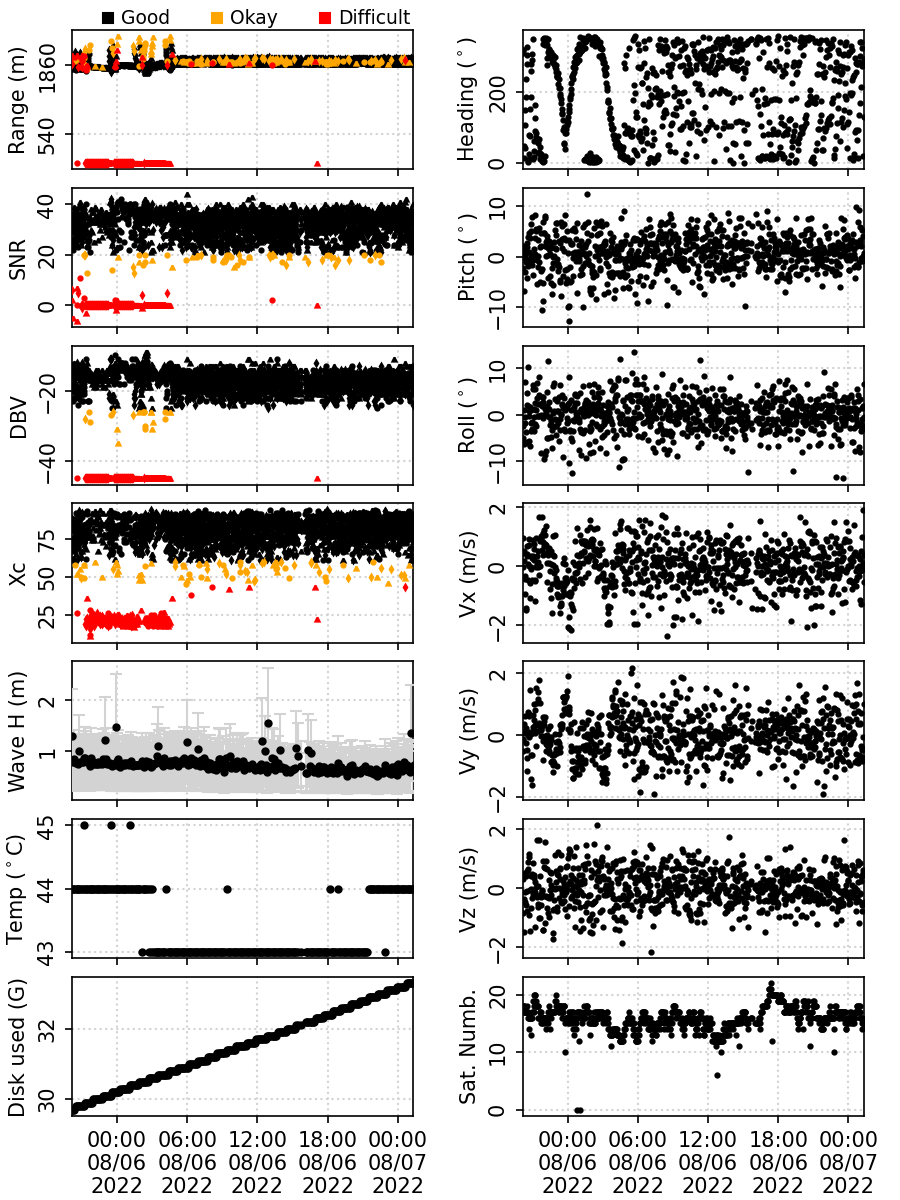 Good Okay Difficult
Range (m)
1860
540
Heading (°)
200
0
SNR
40
20
0
Pitch (°)
10
0
−10
DBV
−20
−40
Roll (°)
10
0
−10
Xc
75
50
25
Vx (m/s)
2
0
−2
Wave H (m)
2
1
Vy (m/s)
2
0
−2
Temp (°C)
45
44
43
Vz (m/s)
2
0
−2
Disk used (G)
32
30
Sat. Numb.
20
10
0
00:00 06:00 12:00 18:00 00:00
08/06 08/06 08/06 08/06 08/07
2022 2022 2022 2022 2022
00:00 06:00 12:00 18:00 00:00
08/06 08/06 08/06 08/06 08/07
2022 2022 2022 2022 2022